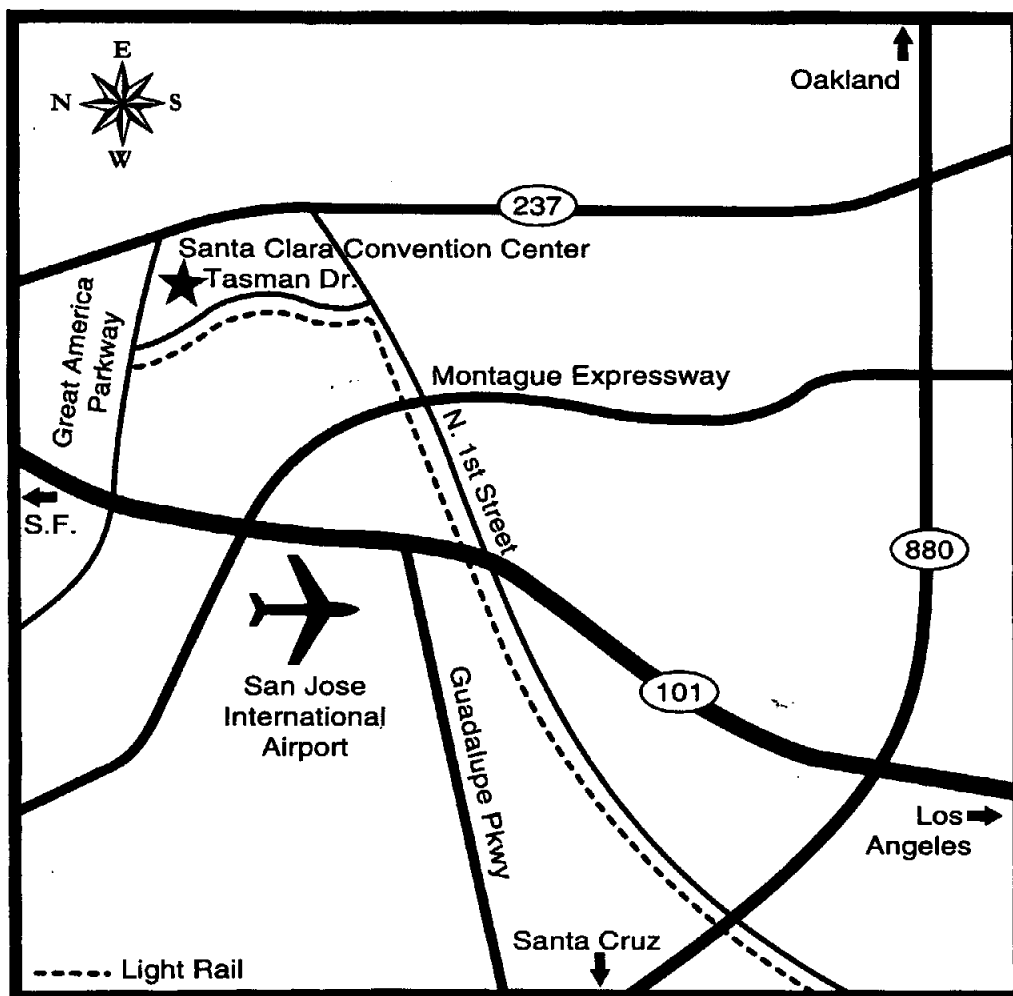 E
N S
W
Oakland
237
Santa Clara Convention Center
Tasman Dr.
Great America
Parkway
Montague Expressway
N. 1st Street
S.F.
880
San Jose
International
Airport
101
Guadalupe Pkwy
Los
Angeles
Santa Cruz
Light Rail